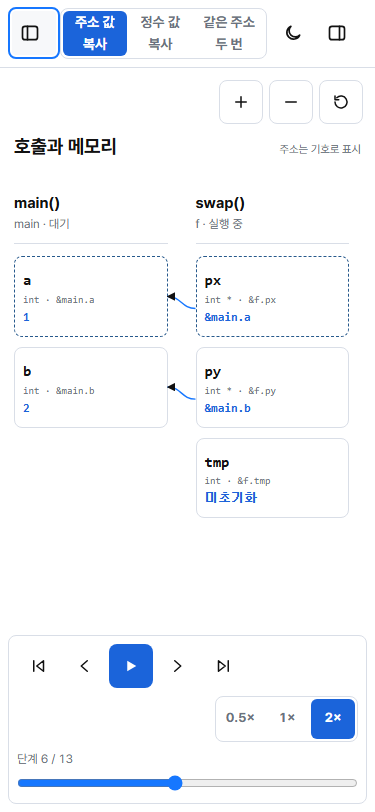 주소 값 복사
정수 값 복사
같은 주소 두 번
호출과 메모리
주소는 기호로 표시
main()
main · 대기
swap()
f · 실행 중
a
int · &main.a
1
px
int * · &f.px
&main.a
b
int · &main.b
2
py
int * · &f.py
&main.b
tmp
int · &f.tmp
미초기화
0.5×
1×
2×
단계 6 / 13